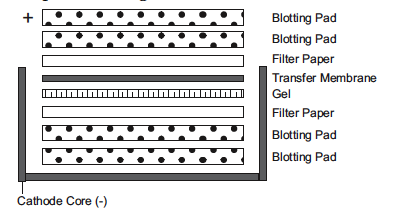 + Blotting Pad
Blotting Pad
Filter Paper
Transfer Membrane
Gel
Filter Paper
Blotting Pad
Blotting Pad
Cathode Core (-)